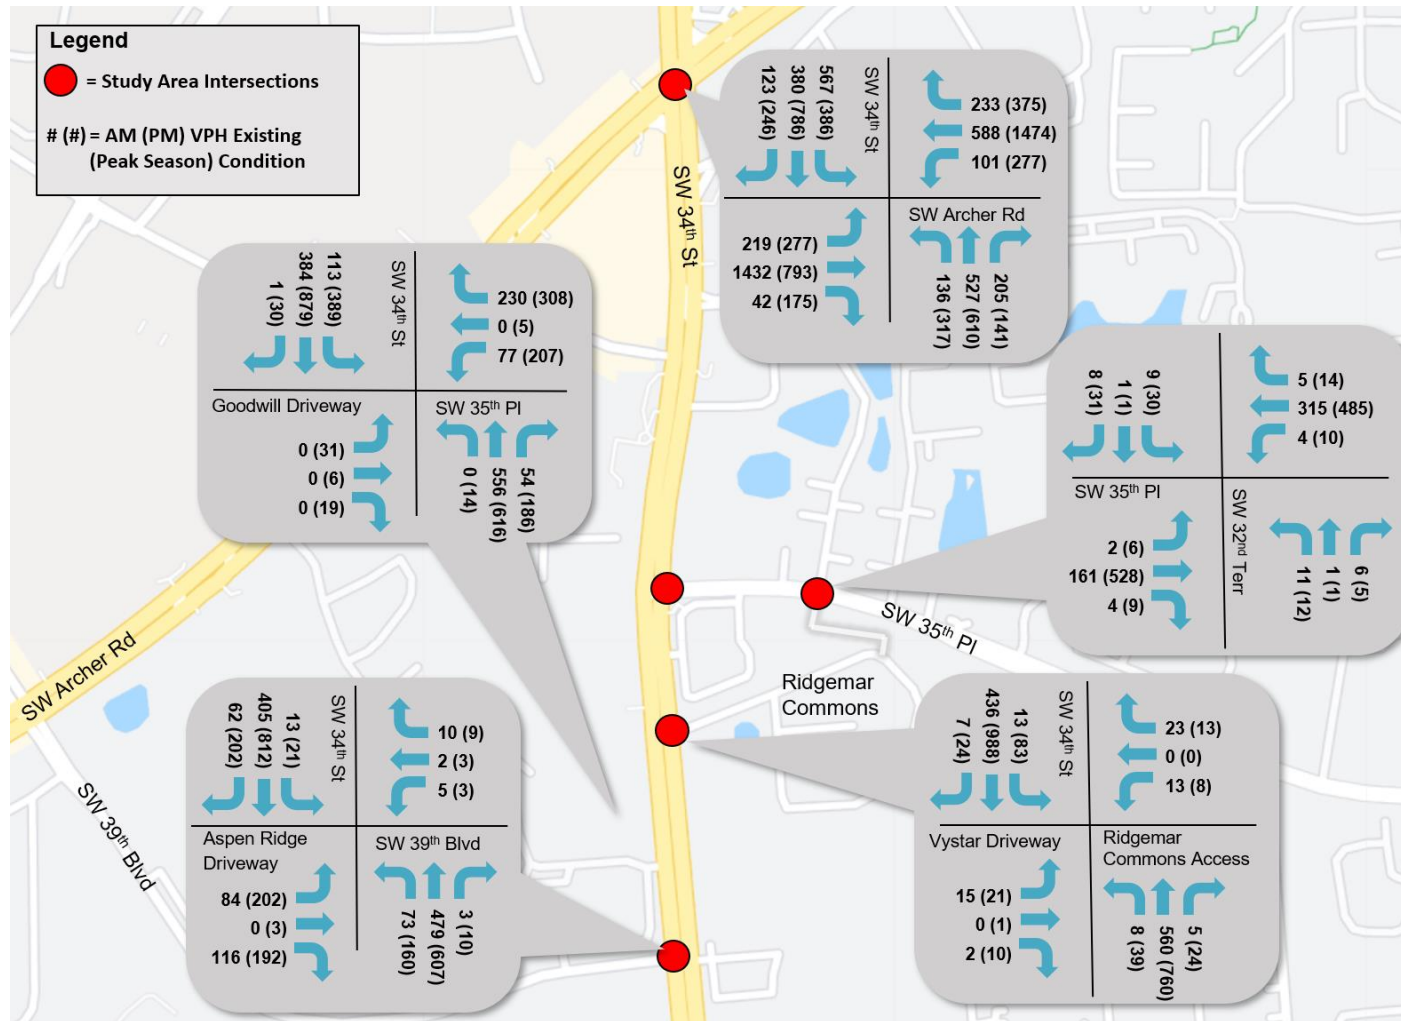 Legend
= Study Area Intersections
# (#) = AM (PM) VPH Existing
(Peak Season) Condition
123 (246)
380 (786)
567 (386)
SW 34th St
233 (375)
588 (1474)
101 (277)
219 (277)
1432 (793)
42 (175)
SW Archer Rd
136 (317)
527 (610)
205 (141)
SW 34th St
1 (30)
384 (879)
113 (389)
SW 34th St
230 (308)
0 (5)
77 (207)
Goodwill Driveway
0 (31)
0 (6)
0 (19)
SW 35th Pl
0 (14)
556 (616)
54 (186)
8 (31)
1 (1)
9 (30)
5 (14)
315 (485)
4 (10)
SW 35th Pl
2 (6)
161 (528)
4 (9)
SW 32nd Terr
11 (12)
1 (1)
6 (5)
SW 35th Pl
SW Archer Rd
SW 39th Blvd
Ridgemar
Commons
62 (202)
405 (812)
13 (21)
SW 34th St
10 (9)
2 (3)
5 (3)
Aspen Ridge
Driveway
84 (202)
0 (3)
116 (192)
SW 39th Blvd
73 (160)
479 (607)
3 (10)
7 (24)
436 (988)
13 (83)
SW 34th St
23 (13)
0 (0)
13 (8)
Vystar Driveway
15 (21)
0 (1)
2 (10)
Ridgemar
Commons Access
8 (39)
560 (760)
5 (24)